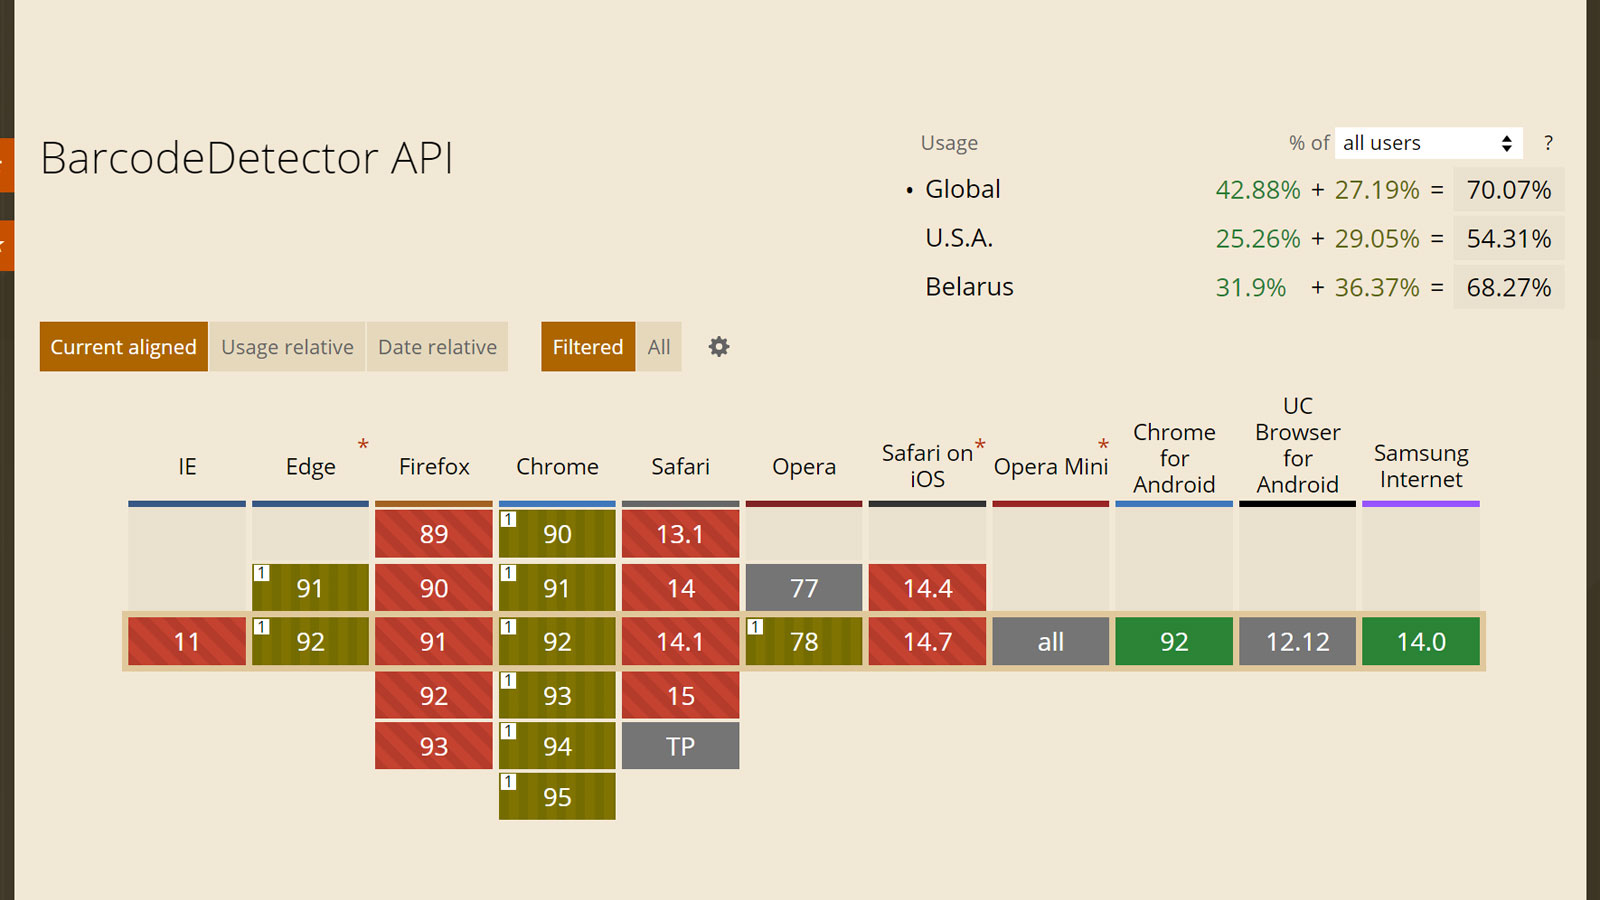 BarcodeDetector API
Usage % of all users ?
• Global 42.88% + 27.19% = 70.07%
U.S.A. 25.26% + 29.05% = 54.31%
Belarus 31.9% + 36.37% = 68.27%
Current aligned Usage relative Date relative Filtered All
IE
Edge *
Firefox
Chrome
Safari
Opera
Safari on *
iOS
Opera Mini *
Chrome
for
Android
UC
Browser
for
Android
Samsung
Internet
89 1 90 13.1
1 91 90 1 91 14 77 14.4
11 1 92 91 1 92 14.1 1 78 14.7 all 92 12.12 14.0
92 1 93 15
93 1 94 TP
1 95